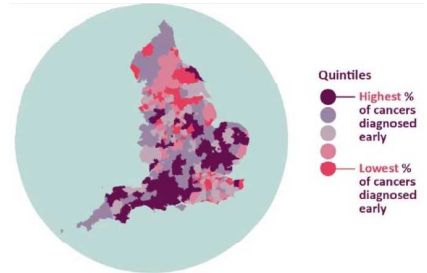 Quintiles
Highest %
of cancers
diagnosed
early
Lowest %
of cancers
diagnosed
early